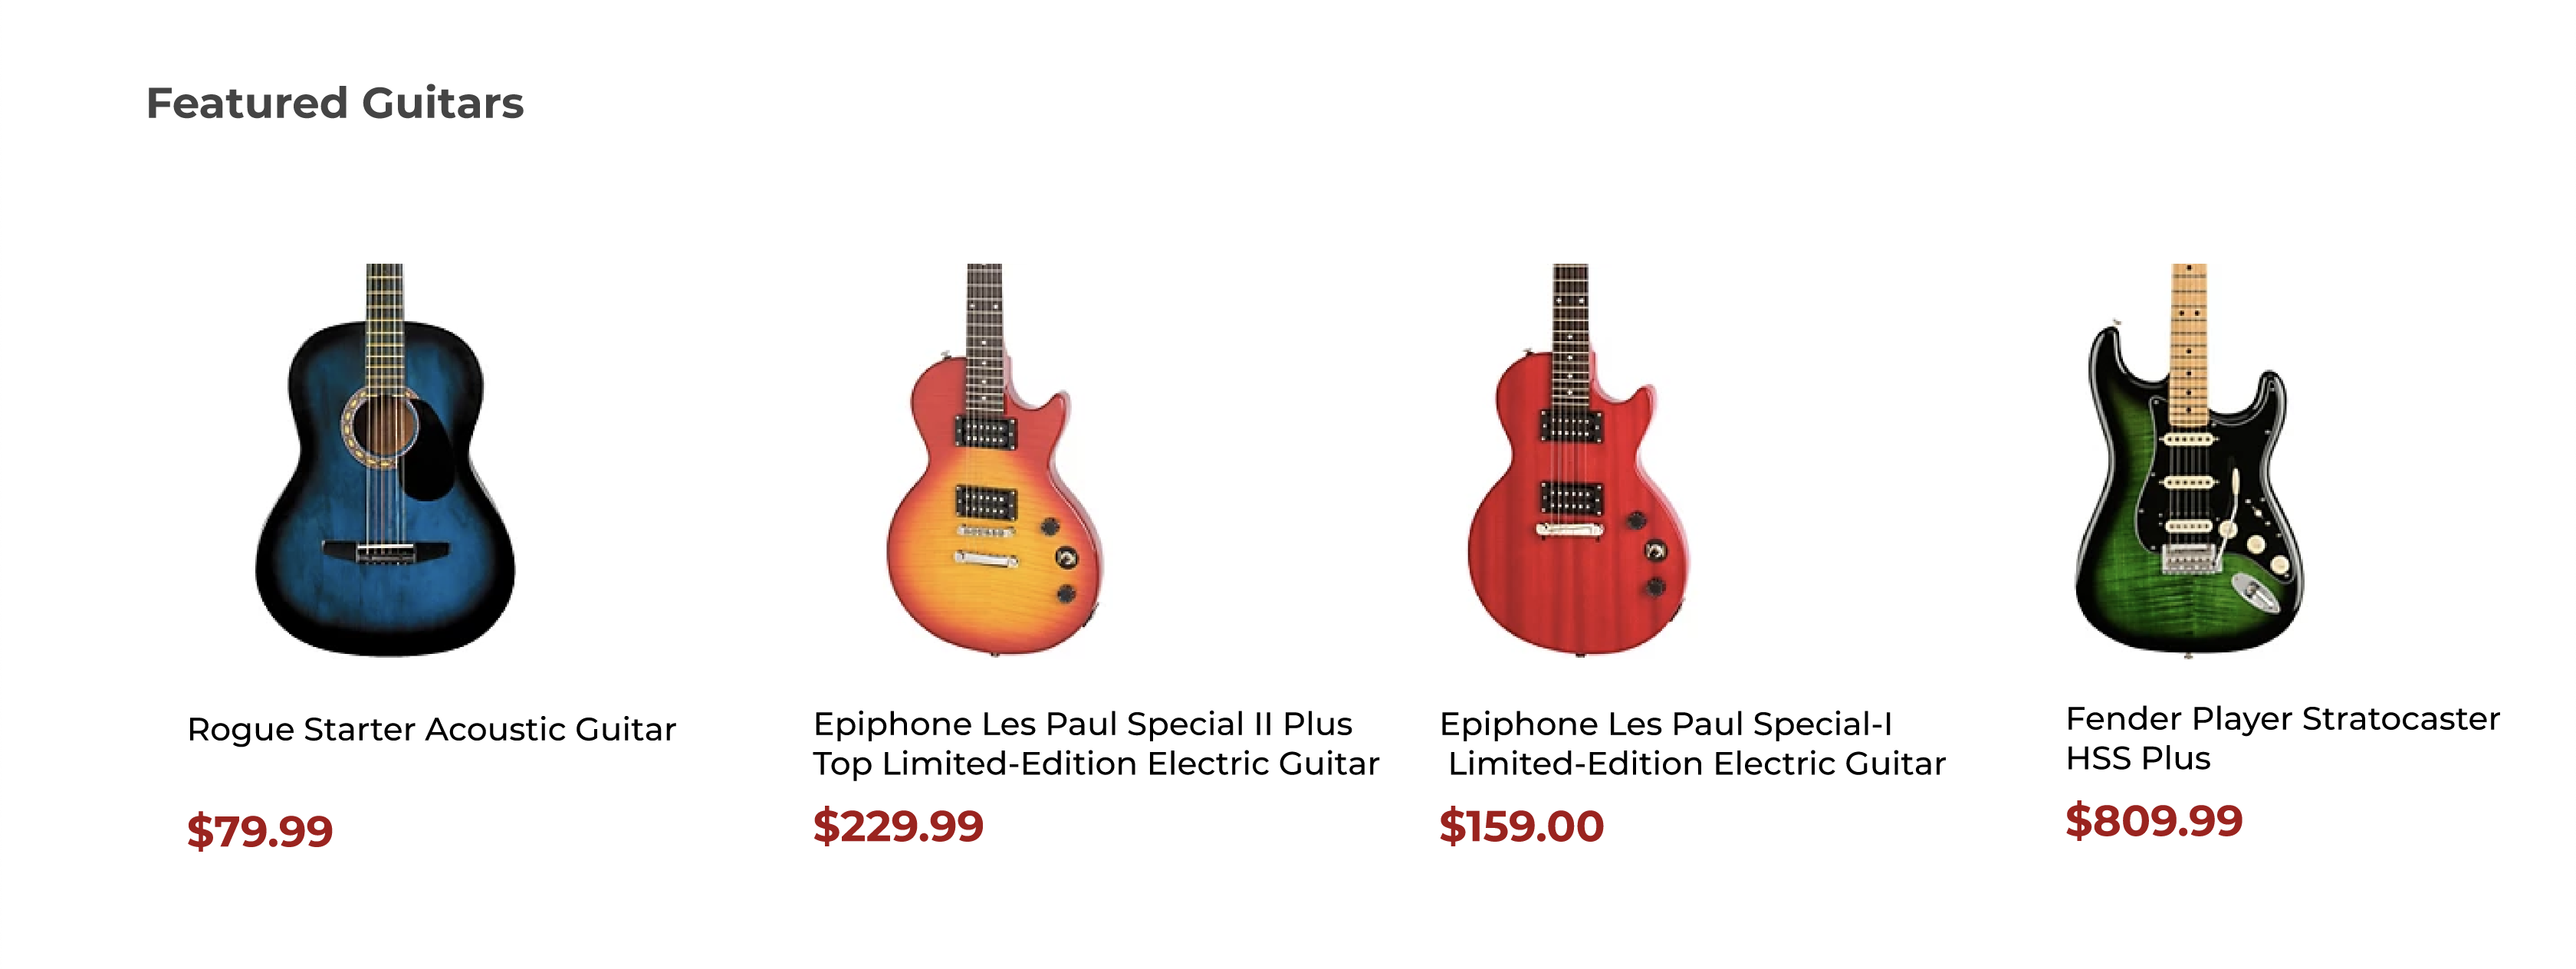 Featured Guitars
Rogue Starter Acoustic Guitar
$79.99
Epiphone Les Paul Special II Plus
Top Limited-Edition Electric Guitar
$229.99
Epiphone Les Paul Special-I
Limited-Edition Electric Guitar
$159.00
Fender Player Stratocaster
HSS Plus
$809.99